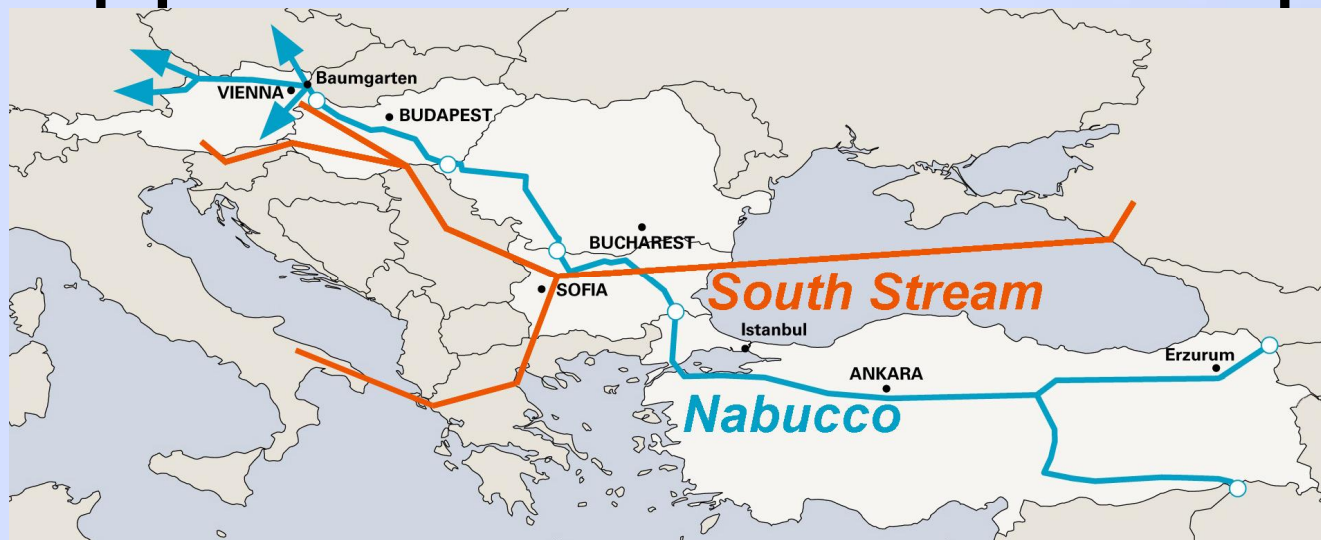 Baumgarten
VIENNA
BUDAPEST
BUCHAREST
SOFIA
South Stream
Istanbul
Erzurum
ANKARA
Nabucco